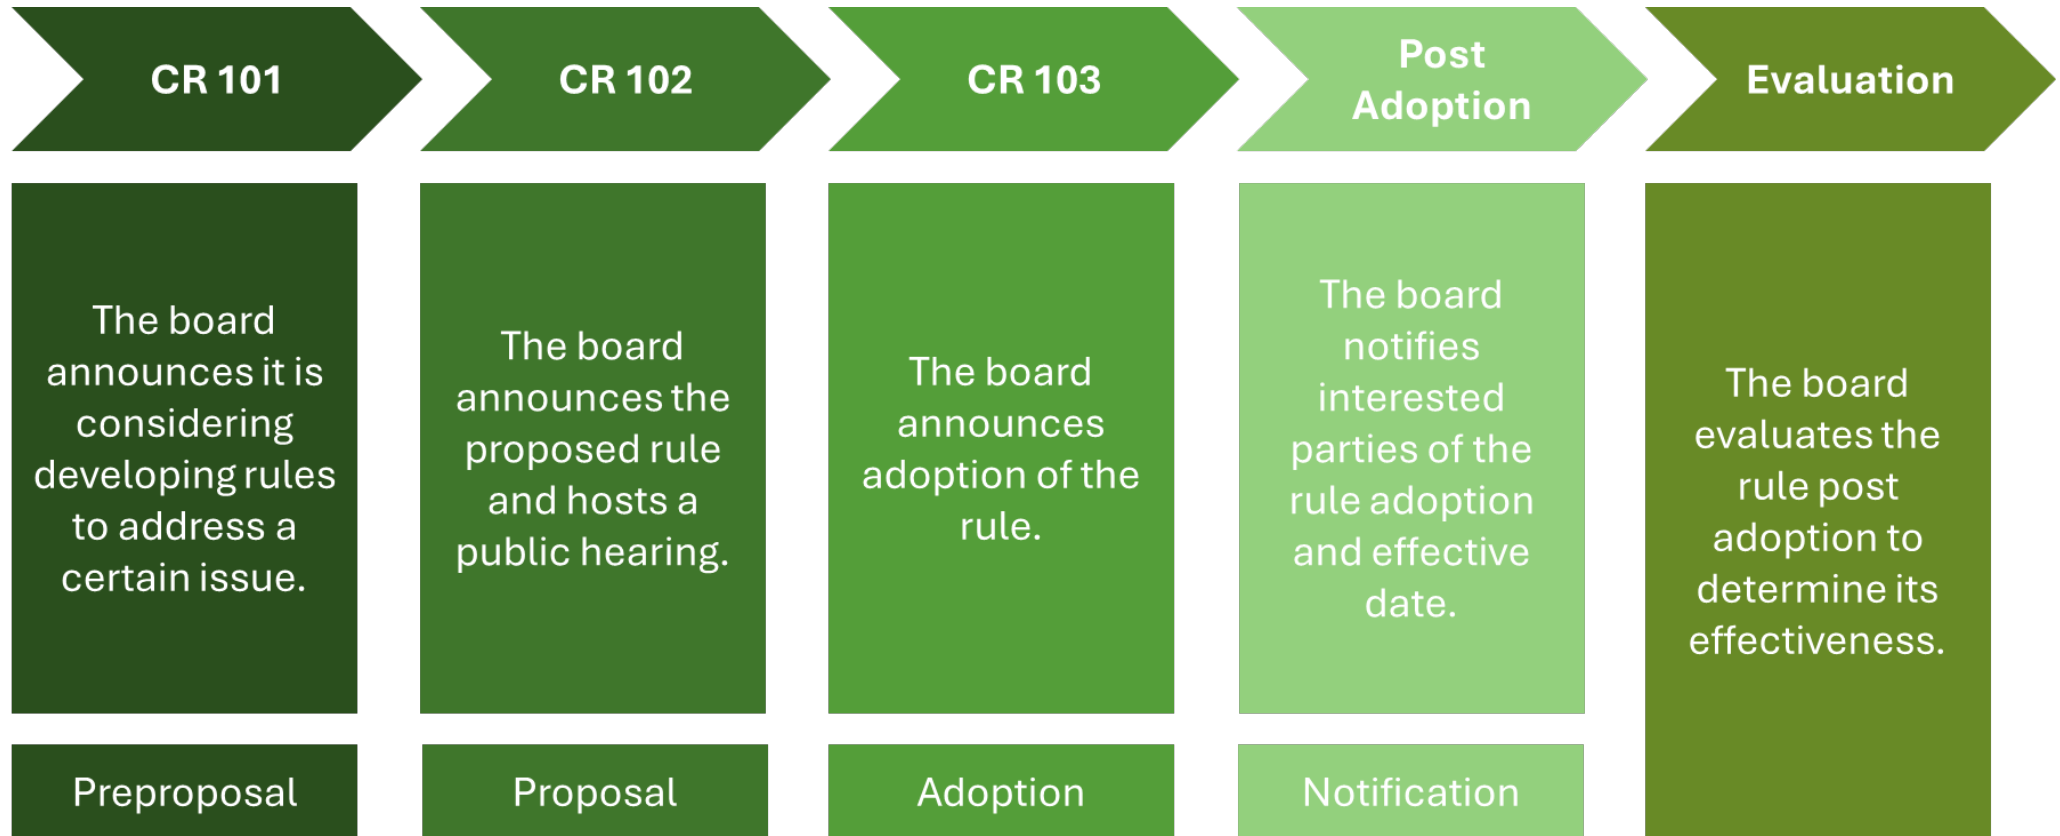 CR 101
CR 102
CR 103
Post
Adoption
Evaluation
The board
announces it is
considering
developing rules
to address a
certain issue.
The board
announces the
proposed rule
and hosts a
public hearing.
The board
announces
adoption of the
rule.
The board
notifies
interested
parties of the
rule adoption
and effective
date.
The board
evaluates the
rule post
adoption to
determine its
effectiveness.
Preproposal
Proposal
Adoption
Notification